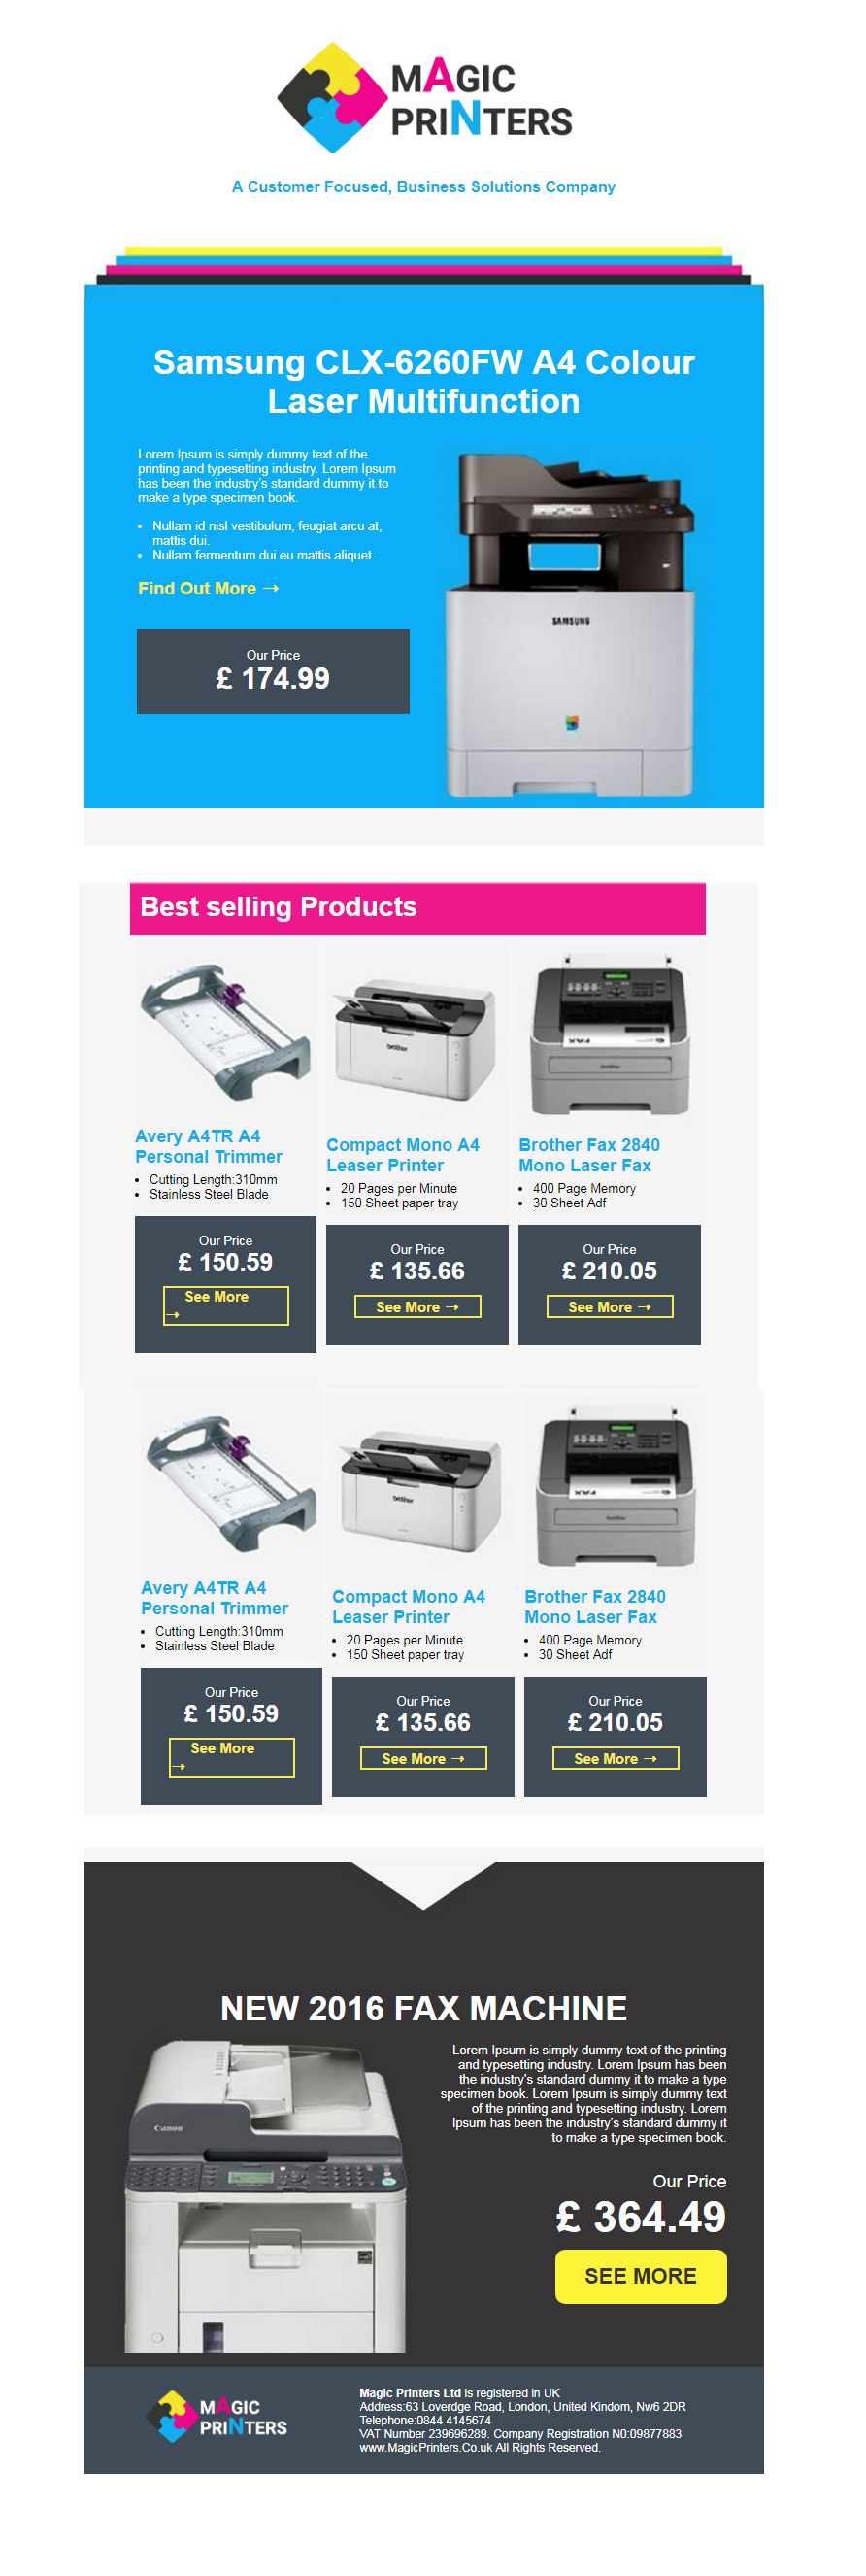 MAGIC
PRINTERS
A Customer Focused, Business Solutions Company
Samsung CLX-6260FW A4 Colour
Laser Multifunction
Lorem Ipsum is simply dummy text of the
printing and typesetting industry. Lorem Ipsum
has been the industry's standard dummy it to
make a type specimen book.
• Nullam id nisl vestibulum, feugiat arcu at,
mattis dui.
• Nullam fermentum dui eu mattis aliquet.
Find Out More →
Our Price
£ 174.99
SAMSUNG
Best selling Products
brother
FAX
brother
Avery A4TR A4
Personal Trimmer
• Cutting Length:310mm
• Stainless Steel Blade
Our Price
£ 150.59
See More
→
Compact Mono A4
Leaser Printer
• 20 Pages per Minute
• 150 Sheet paper tray
Our Price
£ 135.66
See More →
Brother Fax 2840
Mono Laser Fax
• 400 Page Memory
• 30 Sheet Adf
Our Price
£ 210.05
See More →
brother
FAX
brother
Avery A4TR A4
Personal Trimmer
• Cutting Length:310mm
• Stainless Steel Blade
Our Price
£ 150.59
See More
→
Compact Mono A4
Leaser Printer
• 20 Pages per Minute
• 150 Sheet paper tray
Our Price
£ 135.66
See More →
Brother Fax 2840
Mono Laser Fax
• 400 Page Memory
• 30 Sheet Adf
Our Price
£ 210.05
See More →
NEW 2016 FAX MACHINE
Canon
Lorem Ipsum is simply dummy text of the printing
and typesetting industry. Lorem Ipsum has been
the industry's standard dummy it to make a type
specimen book. Lorem Ipsum is simply dummy text
of the printing and typesetting industry. Lorem
Ipsum has been the industry's standard dummy it
to make a type specimen book.
Our Price
£ 364.49
SEE MORE
MAGIC
PRINTERS
Magic Printers Ltd is registered in UK
Address:63 Loverdge Road, London, United Kindom, Nw6 2DR
Telephone:0844 4145674
VAT Number 239696289. Company Registration N0:09877883
www.MagicPrinters.Co.uk All Rights Reserved.